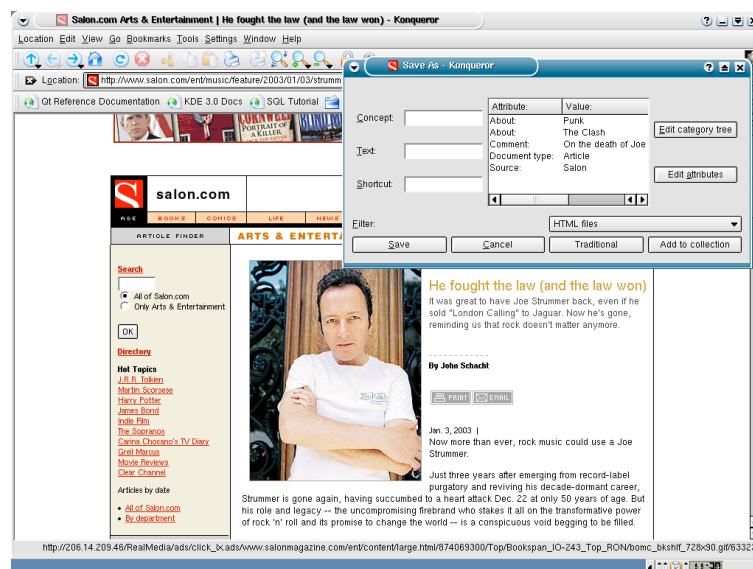 Salon.com Arts & Entertainment | He fought the law (and the law won) - Konqueror
Location Edit View Go Bookmarks Tools Settings Window Help
Location: http://www.salon.com/ent/music/feature/2003/01/03/strumm
Qt Reference Documentation KDE 3.0 Docs SQL Tutorial
Save As - Konqueror
Concept:
Text:
Shortcut:
Attribute: Value:
About: Punk
About: The Clash
Comment: On the death of Joe
Document type: Article
Source: Salon
Edit category tree
Edit attributes
Filter: HTML files
Save Cancel Traditional Add to collection
PORTRAIT OF A KILLER
salon.com
A&E BOOKS COMICS LIFE NEWS
ARTICLE FINDER ARTS & ENTERTA
Search
All of Salon.com
Only Arts & Entertainment
OK
Directory
Hot Topics
J.R.R. Tolkien
Martin Scorsese
Harry Potter
James Bond
Indie Film
The Sopranos
Carina Chocano's TV Diary
Greil Marcus
Movie Reviews
Clear Channel
Articles by date
All of Salon.com
By department
He fought the law (and the law won)
It was great to have Joe Strummer back, even if he
sold "London Calling" to Jaguar. Now he's gone,
reminding us that rock doesn't matter anymore.
By John Schacht
PRINT EMAIL
Jan. 3, 2003 |
Now more than ever, rock music could use a Joe
Strummer.
Just three years after emerging from record-label
purgatory and reviving his decade-dormant career,
Strummer is gone again, having succumbed to a heart attack Dec. 22 at only 50 years of age. But
his role and legacy -- the uncompromising firebrand who stakes it all on the transformative power
of rock 'n' roll and its promise to change the world -- is a conspicuous void begging to be filled.
http://206.14.209.46/RealMedia/ads/click_lx.ads/www.salonmagazine.com/ent/content/large.html/874069300/Top/Bookspan_IO-243_Top_RON/bomc_bkshlf_728x90.gif/6332